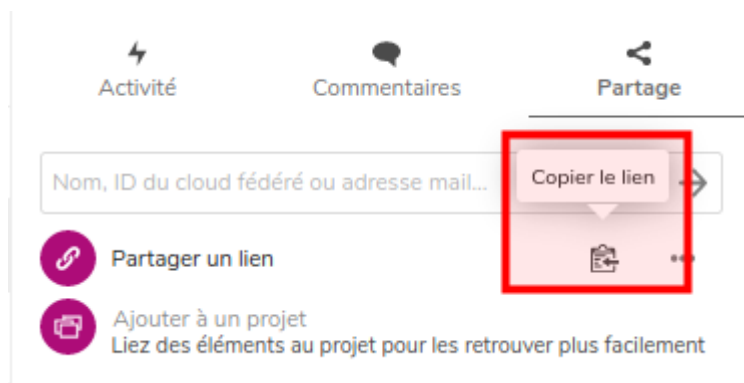 Activité
Commentaires
Partage
Nom, ID du cloud fédéré ou adresse mail...
Copier le lien
Partager un lien
Ajouter à un projet
Liez des éléments au projet pour les retrouver plus facilement